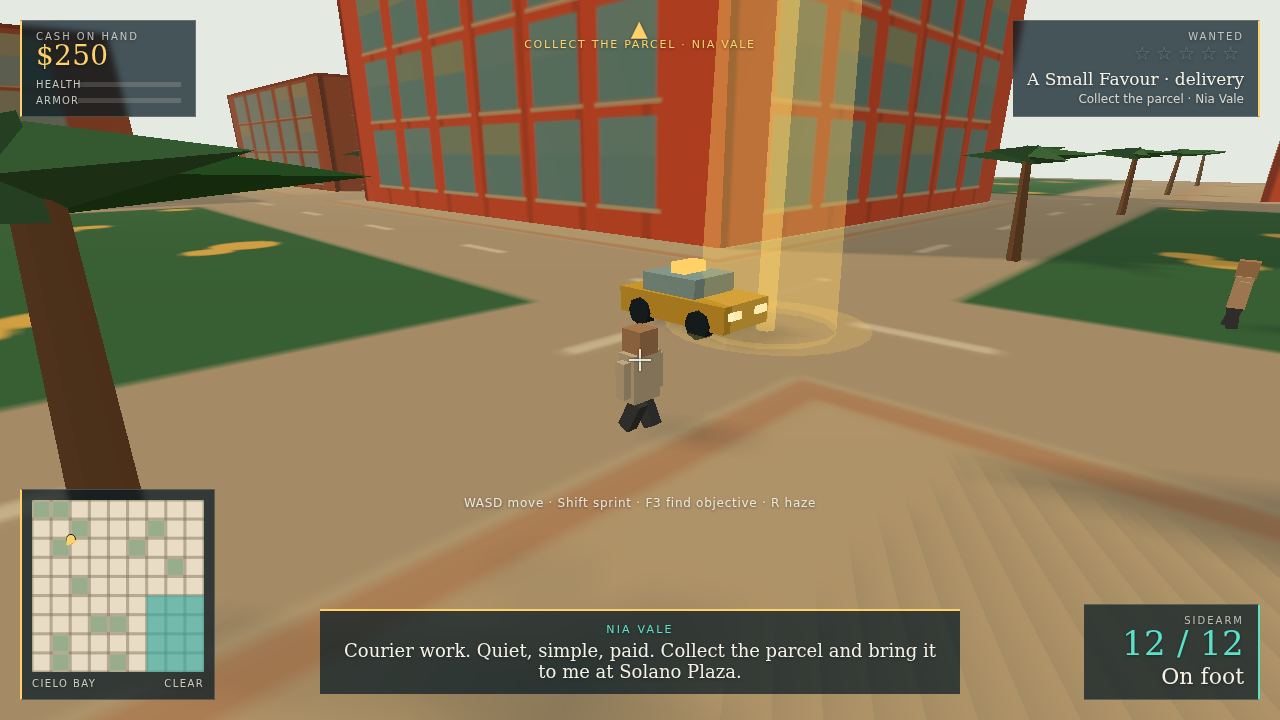 CASH ON HAND
$250
HEALTH
ARMOR
COLLECT THE PARCEL · NIA VALE
WANTED
A Small Favour · delivery
Collect the parcel · Nia Vale
WASD move · Shift sprint · F3 find objective · R haze
CIELO BAY CLEAR
NIA VALE
Courier work. Quiet, simple, paid. Collect the parcel and bring it
to me at Solano Plaza.
SIDEARM
12 / 12
On foot